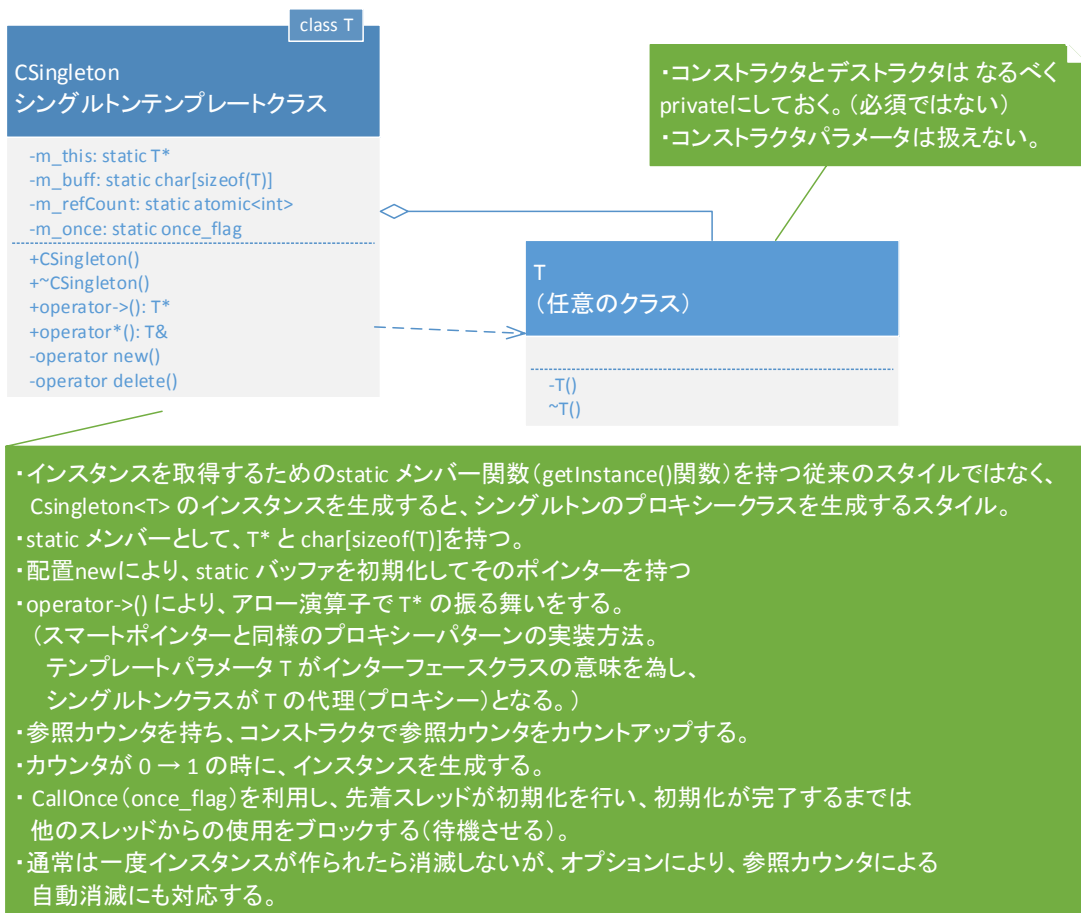 class T
CSingleton
シングルトンテンプレートクラス
-m_this: static T*
-m_buff: static char[sizeof(T)]
-m_refCount: static atomic<int>
-m_once: static once_flag
+CSingleton()
+~CSingleton()
+operator->(): T*
+operator*(): T&
-operator new()
-operator delete()
・コンストラクタとデストラクタは なるべく
privateにしておく。（必須ではない）
・コンストラクタパラメータは扱えない。
T
（任意のクラス）
-T()
~T()
・インスタンスを取得するためのstatic メンバー関数（getInstance()関数）を持つ従来のスタイルではなく、
Csingleton<T> のインスタンスを生成すると、シングルトンのプロキシークラスを生成するスタイル。
・static メンバーとして、T* と char[sizeof(T)]を持つ。
・配置newにより、static バッファを初期化してそのポインターを持つ
・operator->() により、アロー演算子で T* の振る舞いをする。
（スマートポインターと同様のプロキシーパターンの実装方法。
テンプレートパラメータ T がインターフェースクラスの意味を為し、
シングルトンクラスが T の代理（プロキシー）となる。）
・参照カウンタを持ち、コンストラクタで参照カウンタをカウントアップする。
・カウンタが 0 → 1 の時に、インスタンスを生成する。
・ CallOnce（once_flag）を利用し、先着スレッドが初期化を行い、初期化が完了するまでは
他のスレッドからの使用をブロックする（待機させる）。
・通常は一度インスタンスが作られたら消滅しないが、オプションにより、参照カウンタによる
自動消滅にも対応する。